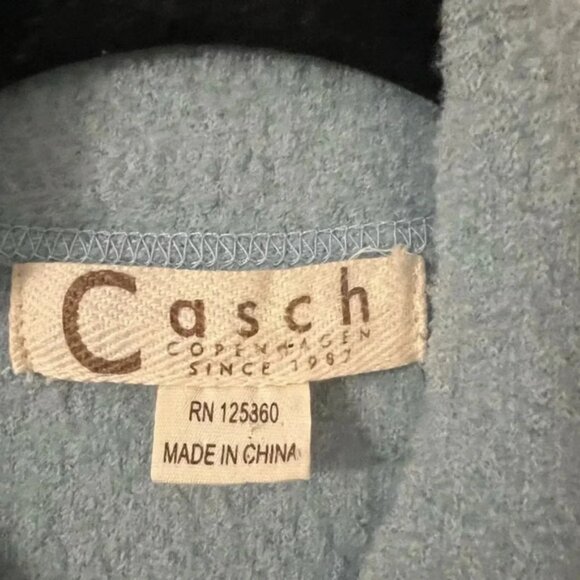 Casch
COPENHAGEN
SINCE 1987
RN 125360
MADE IN CHINA